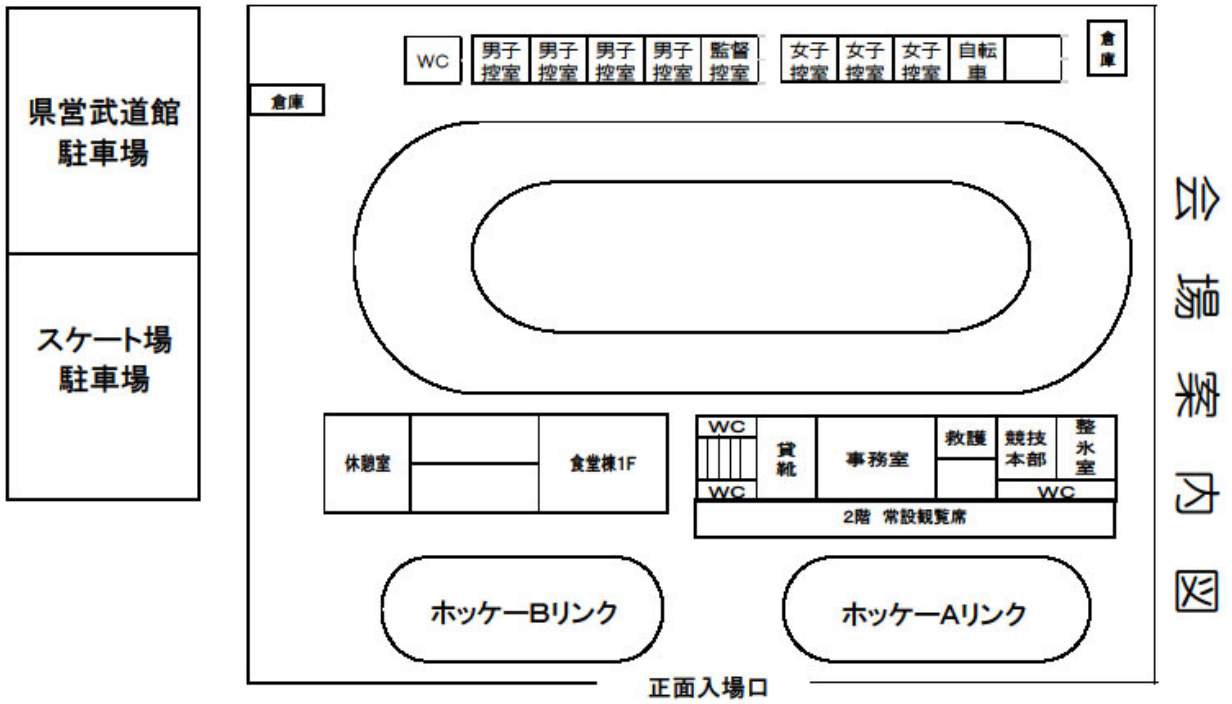 県営武道館
駐車場
スケート場
駐車場
WC
男子
控室
男子
控室
男子
控室
男子
控室
監督
控室
女子
控室
女子
控室
女子
控室
自転
車
倉
庫
倉庫
休憩室
食堂棟1F
WC
WC
貸
靴
事務室
救護
競技
本部
整
氷
室
WC
2階 常設観覧席
ホッケーBリンク
ホッケーAリンク
正面入場口
会場案内図